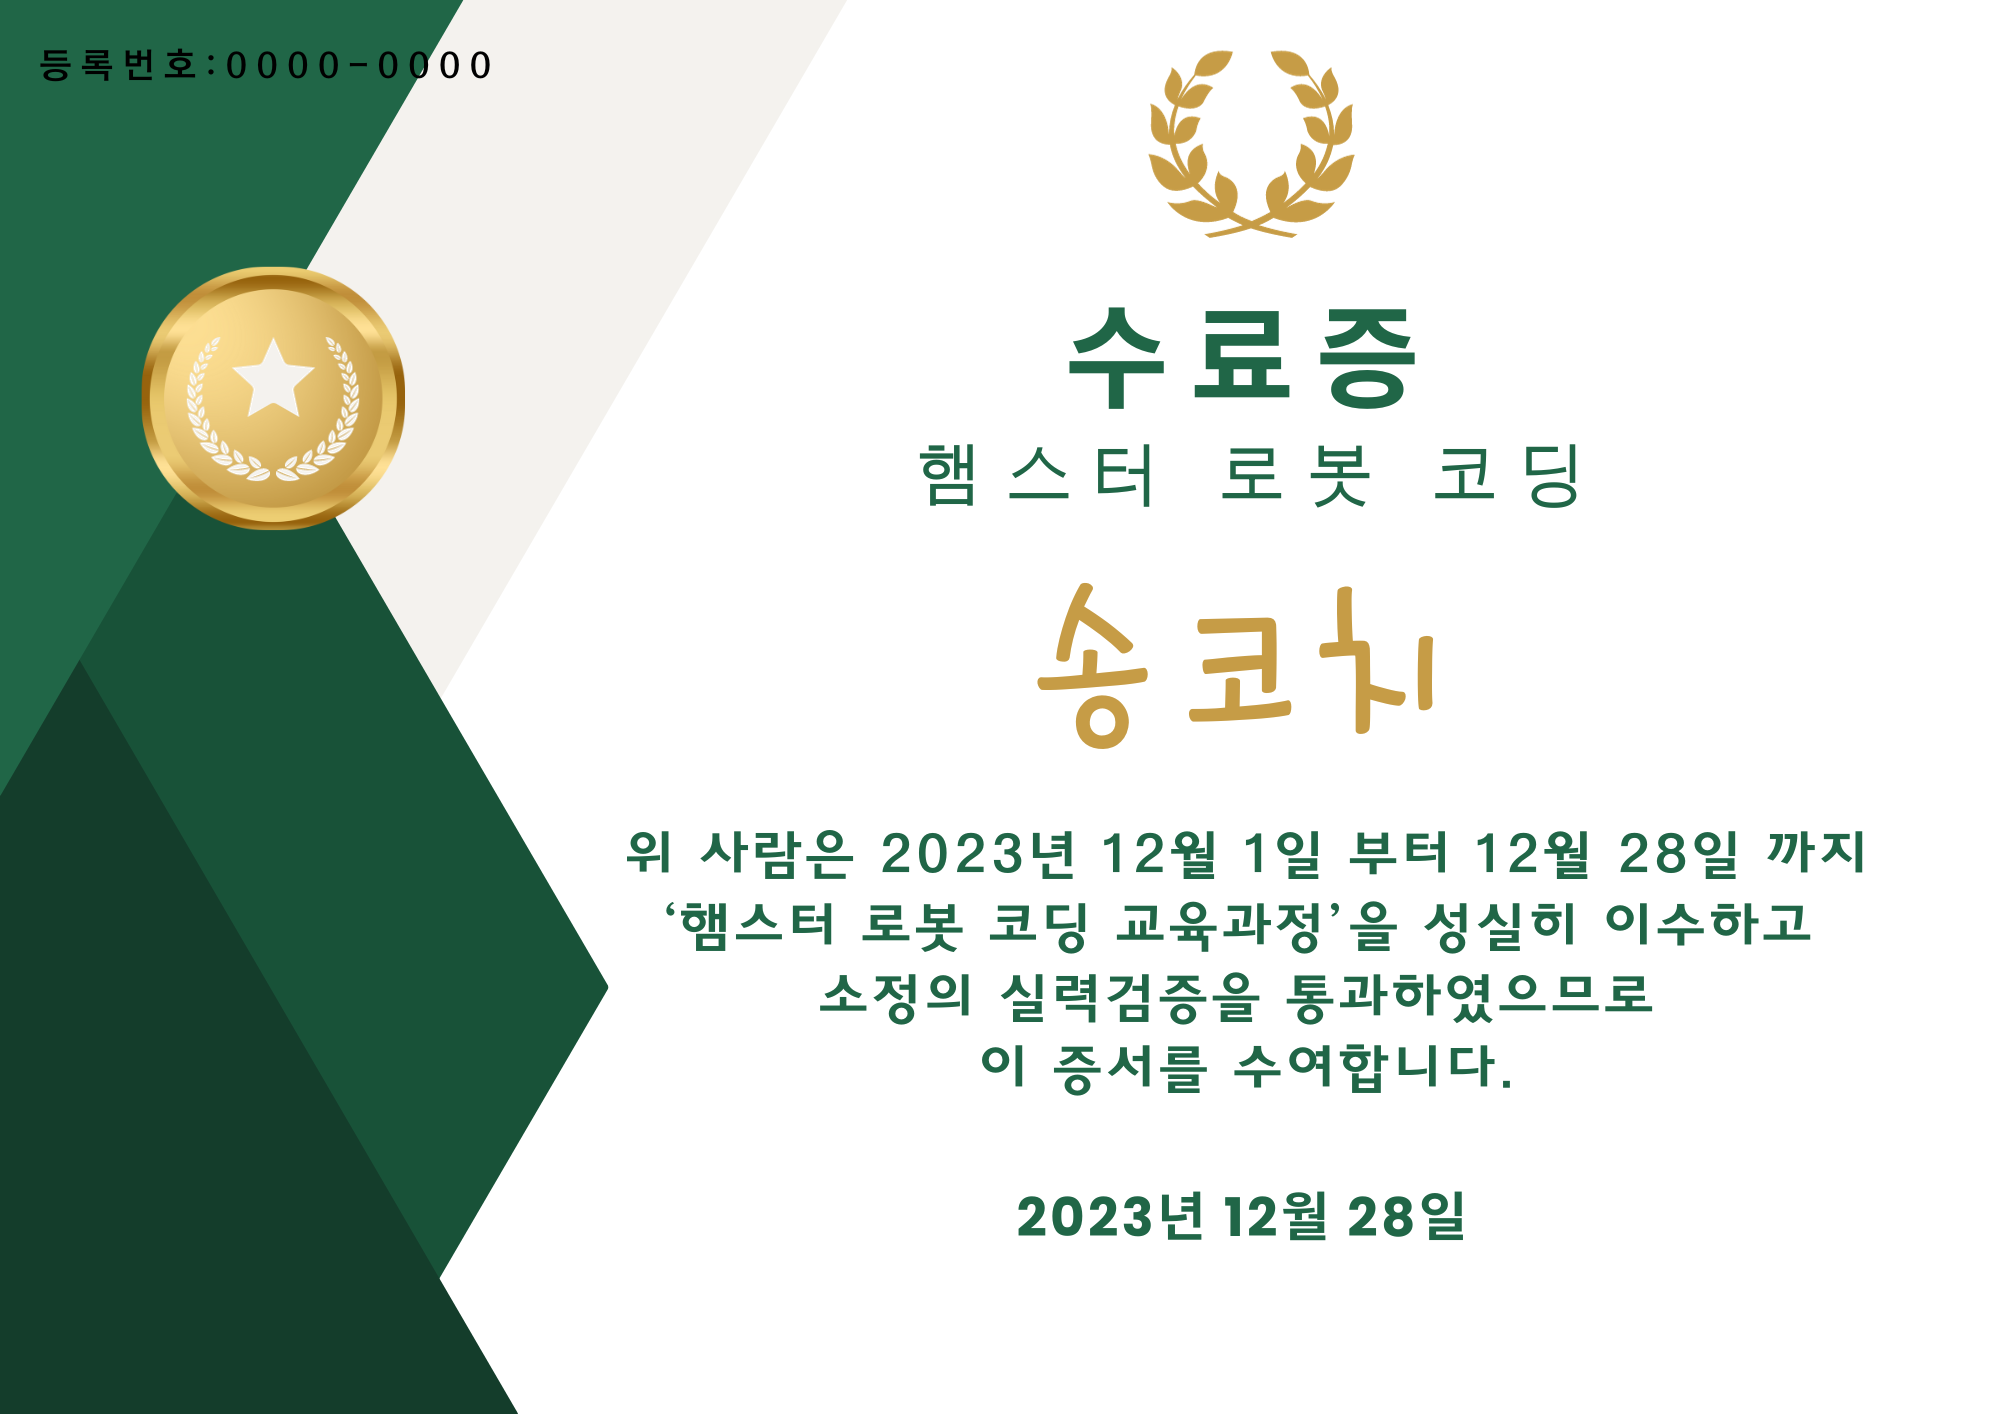 등록번호:0000-0000
수료증
햄스터 로봇 코딩
송코치
위 사람은 2023년 12월 1일 부터 12월 28일 까지
‘햄스터 로봇 코딩 교육과정’을 성실히 이수하고
소정의 실력검증을 통과하였으므로
이 증서를 수여합니다.
2023년 12월 28일